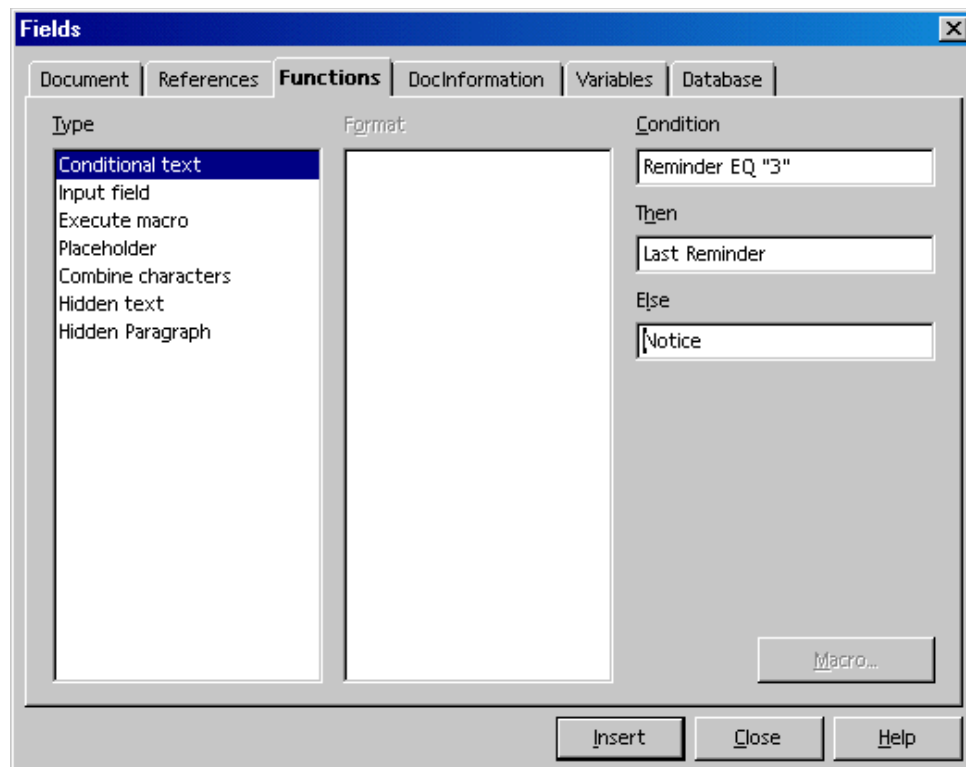 Fields
Document References Functions DocInformation Variables Database
Type
Format
Condition
Conditional text
Input field
Execute macro
Placeholder
Combine characters
Hidden text
Hidden Paragraph
Reminder EQ "3"
Then
Last Reminder
Else
Notice
Macro...
Insert Close Help